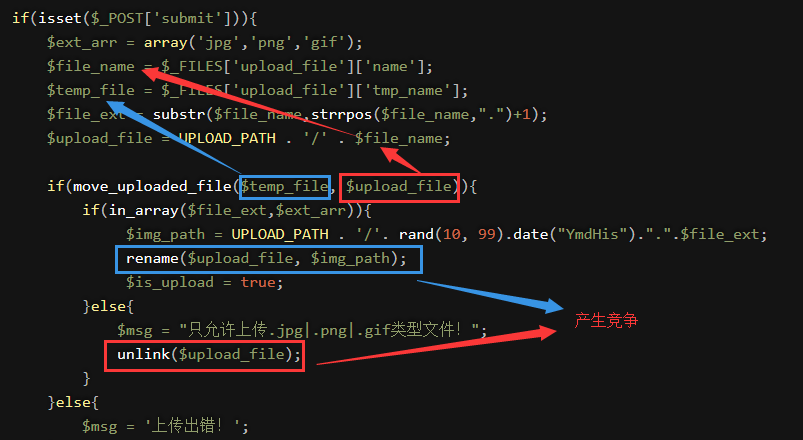 if(isset($_POST['submit'])){
    $ext_arr = array('jpg','png','gif');
    $file_name = $_FILES['upload_file']['name'];
    $temp_file = $_FILES['upload_file']['tmp_name'];
    $file_ext = substr($file_name,strrpos($file_name,".")+1);
    $upload_file = UPLOAD_PATH . '/' . $file_name;
    if(move_uploaded_file($temp_file, $upload_file)){
        if(in_array($file_ext,$ext_arr)){
            $img_path = UPLOAD_PATH . '/'. rand(10, 99).date("YmdHis").".".$file_ext;
            rename($upload_file, $img_path);
            $is_upload = true;
        }else{
            $msg = "只允许上传.jpg|.png|.gif类型文件！";
            unlink($upload_file);
        }
    }else{
        $msg = '上传出错！';
产生竞争